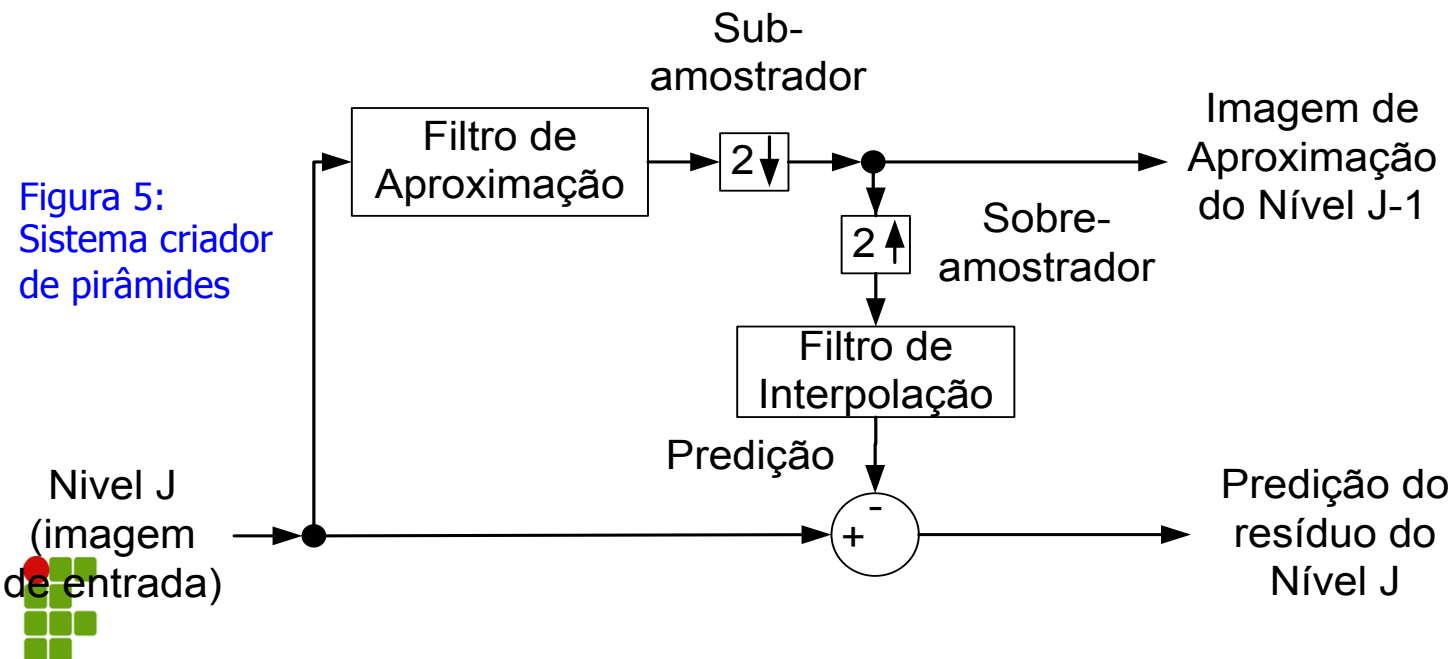 Sub-
amostrador
Filtro de
Aproximação
2
Imagem de
Aproximação
do Nível J-1
Figura 5:
Sistema criador
de pirâmides
2
Sobre-
amostrador
Filtro de
Interpolação
Predição
Nivel J
(imagem
de entrada)
+
-
Predição do
resíduo do
Nível J